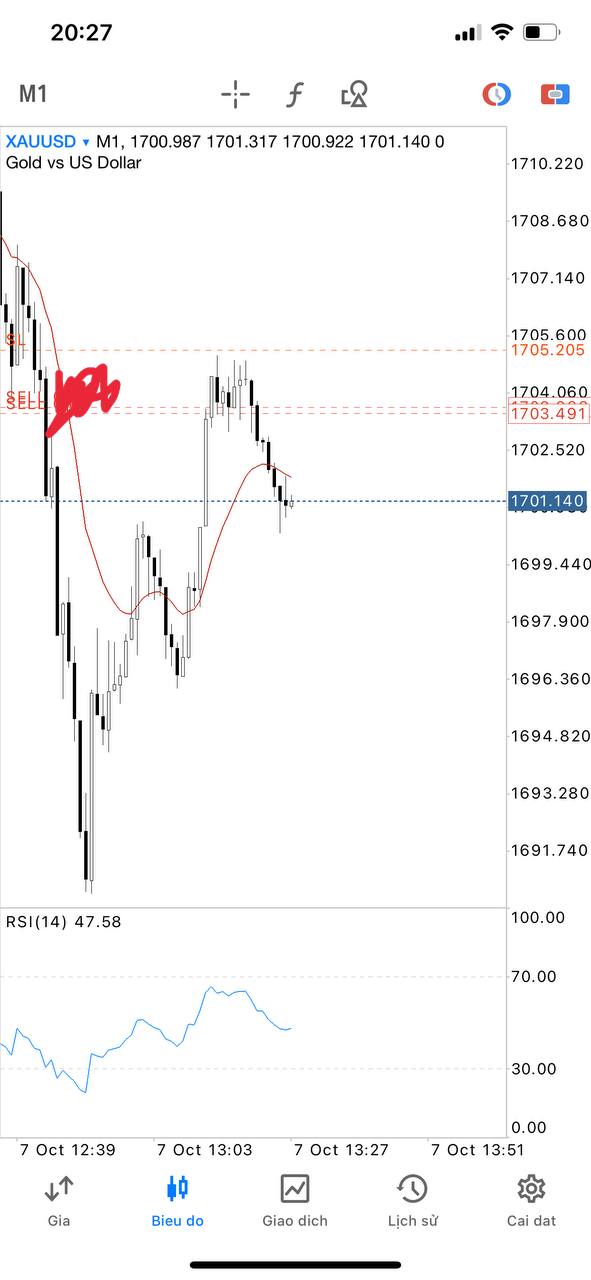 20:27
M1
XAUUSD M1, 1700.987 1701.317 1700.922 1701.140 0
Gold vs US Dollar
1710.220
1708.680
1707.140
1705.600
SL
1705.205
1704.060
SELL
SELL
1703.491
1702.520
1701.140
1699.440
1697.900
1696.360
1694.820
1693.280
1691.740
RSI(14) 47.58
100.00
70.00
30.00
0.00
7 Oct 12:39 7 Oct 13:03 7 Oct 13:27 7 Oct 13:51
Gia Bieu do Giao dich Lịch sử Cai dat